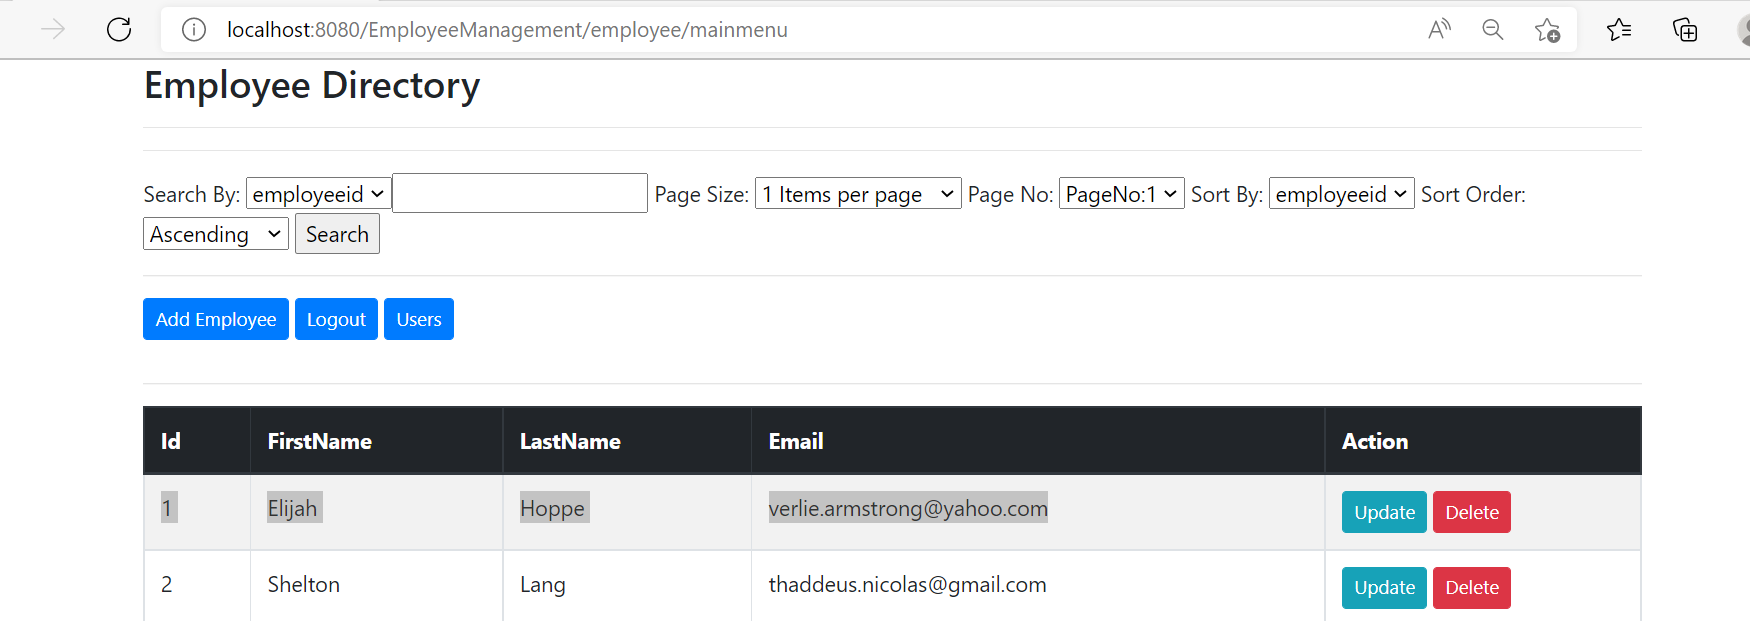 localhost:8080/EmployeeManagement/employee/mainmenu
Employee Directory
Search By: employeeid Page Size: 1 Items per page Page No: PageNo:1 Sort By: employeeid Sort Order:
Ascending Search
Add Employee Logout Users
Id FirstName LastName Email Action
1 Elijah Hoppe verlie.armstrong@yahoo.com Update Delete
2 Shelton Lang thaddeus.nicolas@gmail.com Update Delete